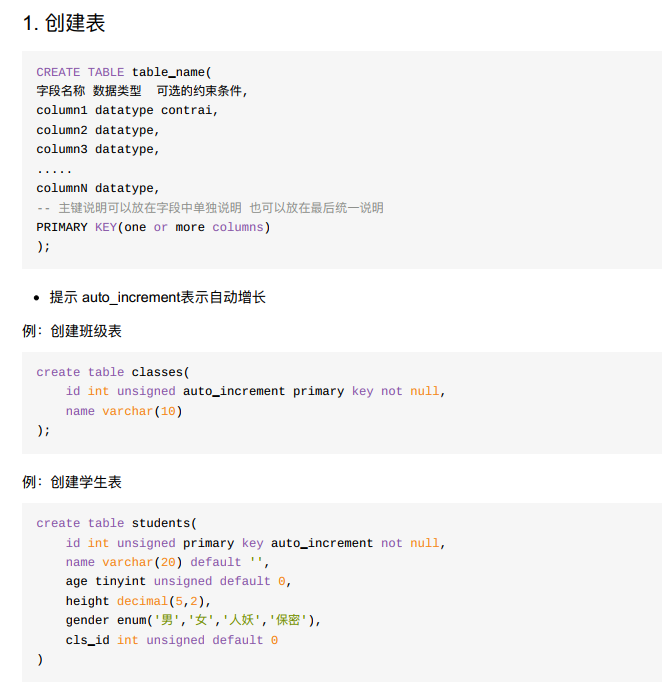 1. 创建表
CREATE TABLE table_name(
字段名称 数据类型  可选的约束条件,
column1 datatype contrai,
column2 datatype,
column3 datatype,
.....
columnN datatype,
-- 主键说明可以放在字段中单独说明 也可以放在最后统一说明
PRIMARY KEY(one or more columns)
);
• 提示 auto_increment表示自动增长
例：创建班级表
create table classes(
    id int unsigned auto_increment primary key not null,
    name varchar(10)
);
例：创建学生表
create table students(
    id int unsigned primary key auto_increment not null,
    name varchar(20) default '',
    age tinyint unsigned default 0,
    height decimal(5,2),
    gender enum('男','女','人妖','保密'),
    cls_id int unsigned default 0
)